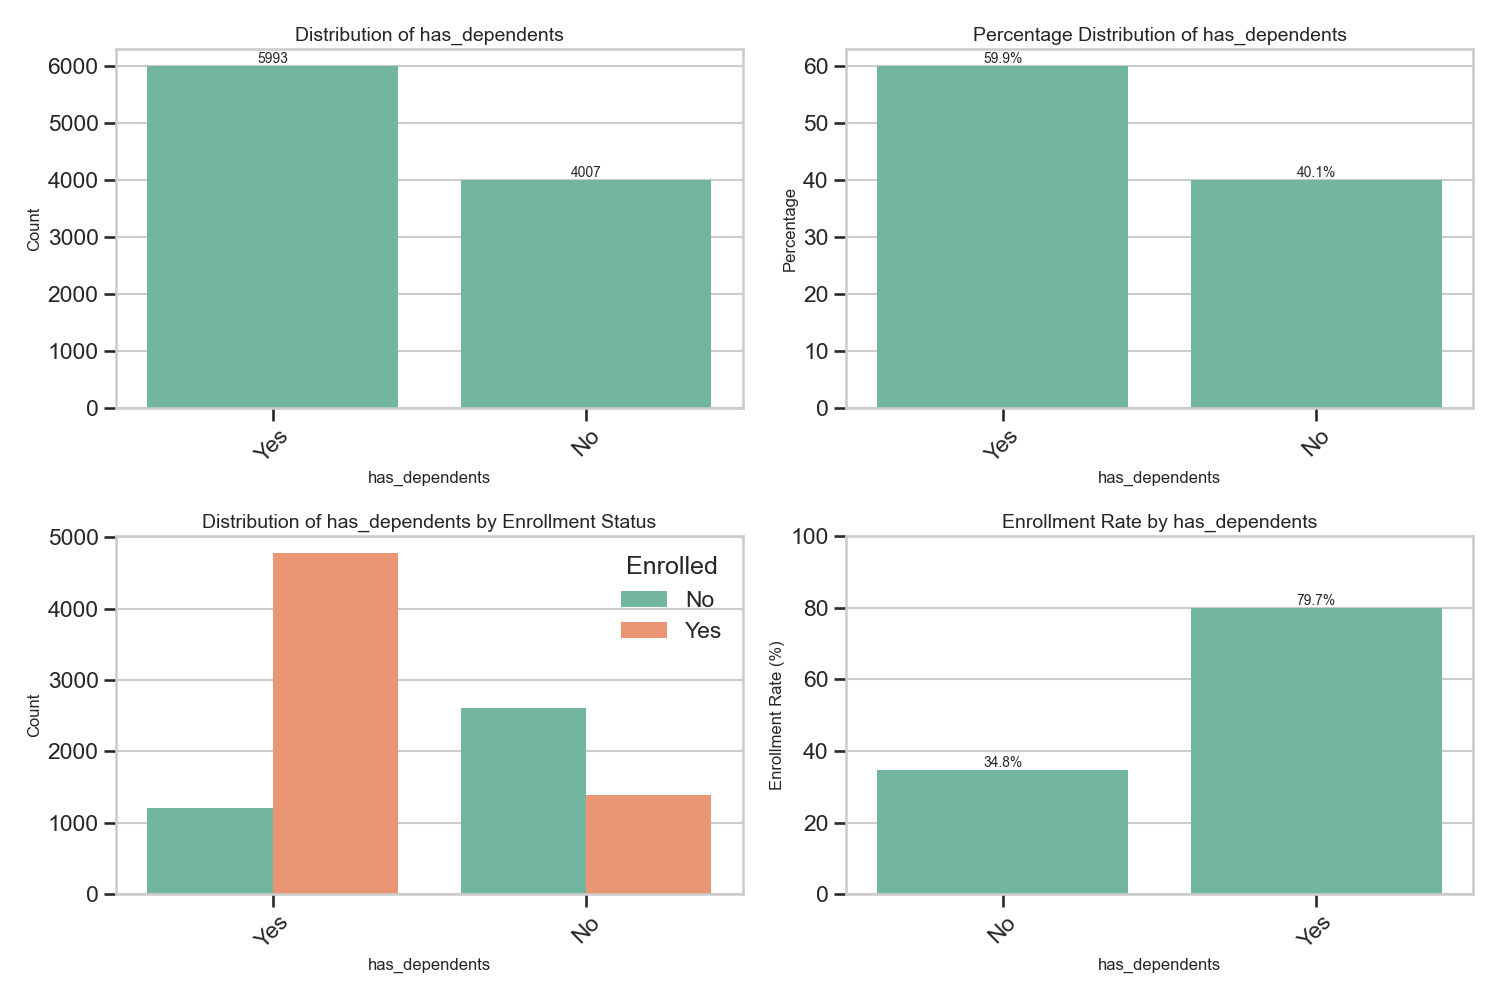 Distribution of has_dependents
6000
5000
4000
3000
2000
1000
0
Count
5993
4007
Yes
No
has_dependents
Percentage Distribution of has_dependents
60
50
40
30
20
10
0
Percentage
59.9%
40.1%
Yes
No
has_dependents
Distribution of has_dependents by Enrollment Status
5000
4000
3000
2000
1000
0
Count
Enrolled
No
Yes
Yes
No
has_dependents
Enrollment Rate by has_dependents
100
80
60
40
20
0
Enrollment Rate (%)
34.8%
79.7%
No
Yes
has_dependents